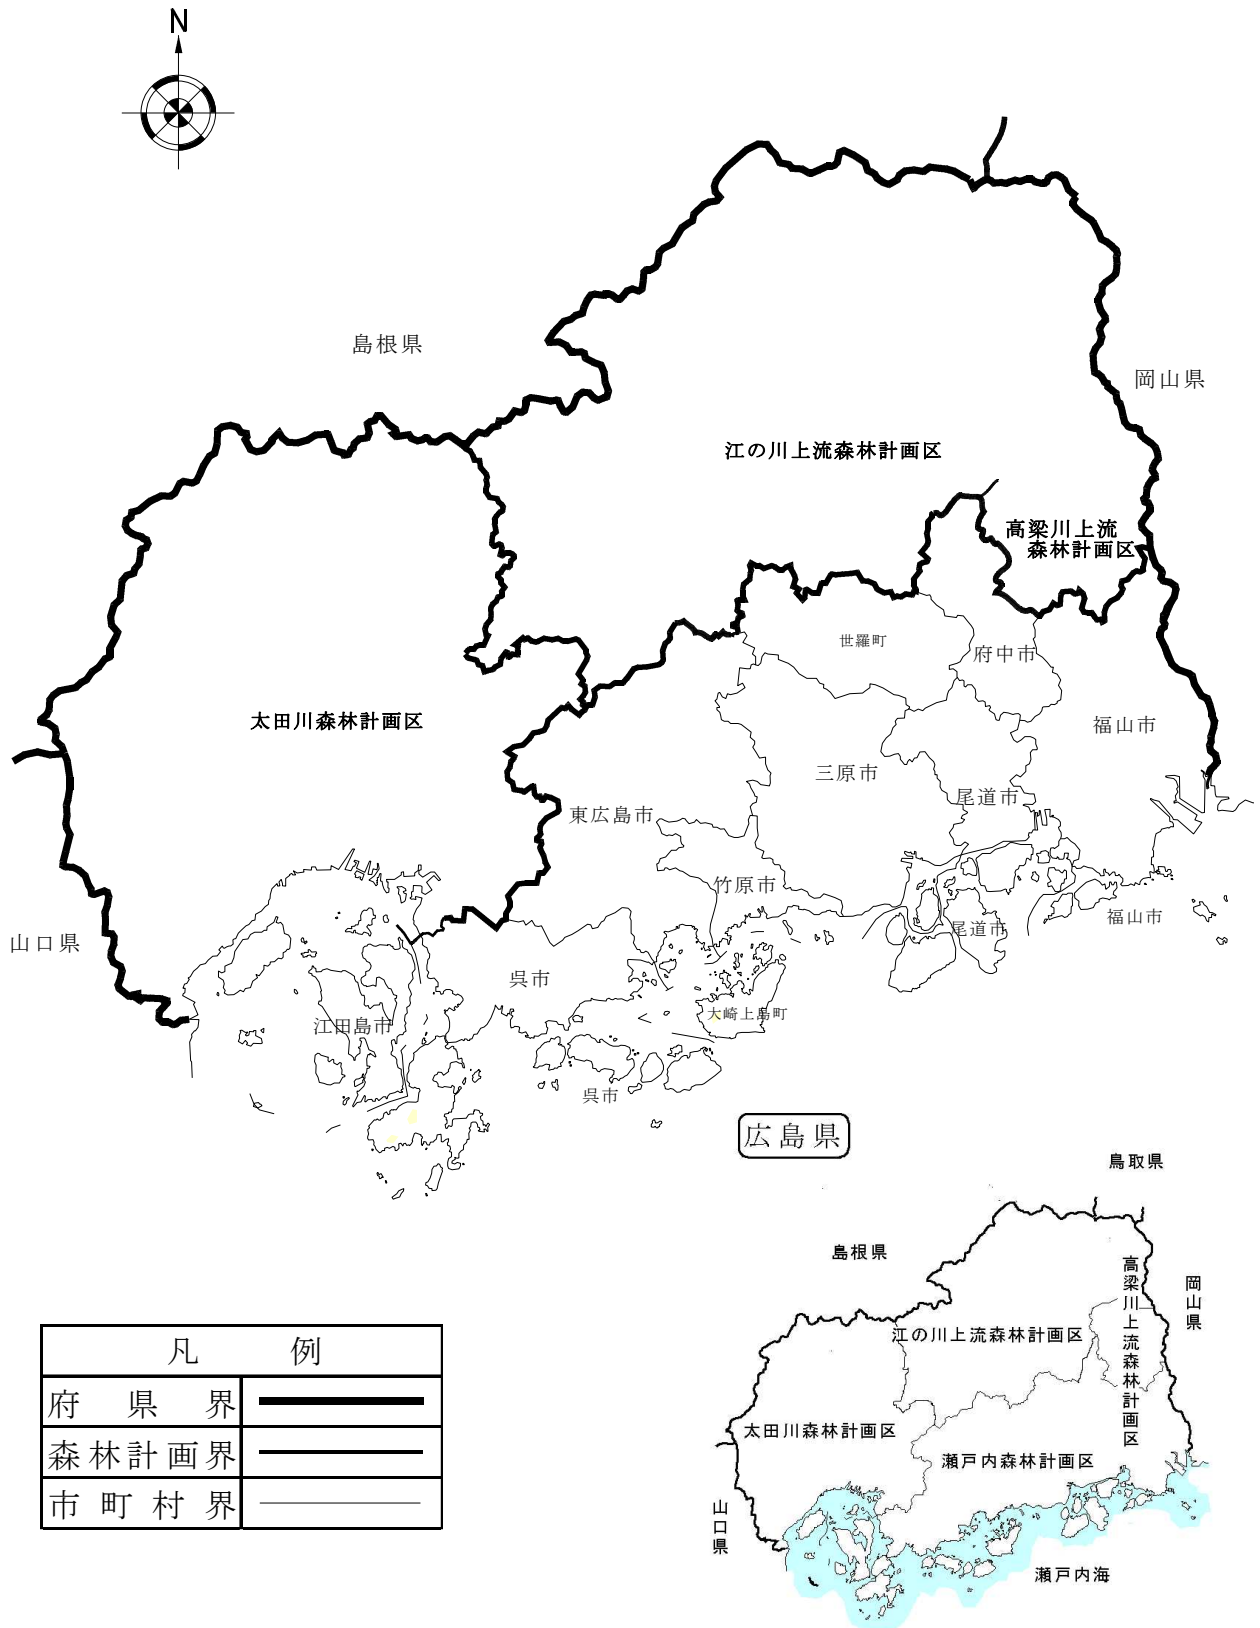 N
島根県
岡山県
江の川上流森林計画区
高梁川上流
森林計画区
世羅町
府中市
太田川森林計画区
福山市
三原市
尾道市
東広島市
竹原市
福山市
尾道市
山口県
呉市
大崎上島町
江田島市
呉市
広島県
鳥取県
島根県
高梁川上流森林計画区
岡山県
江の川上流森林計画区
太田川森林計画区
瀬戸内森林計画区
山口県
瀬戸内海
凡 例
府県界
森林計画界
市町村界